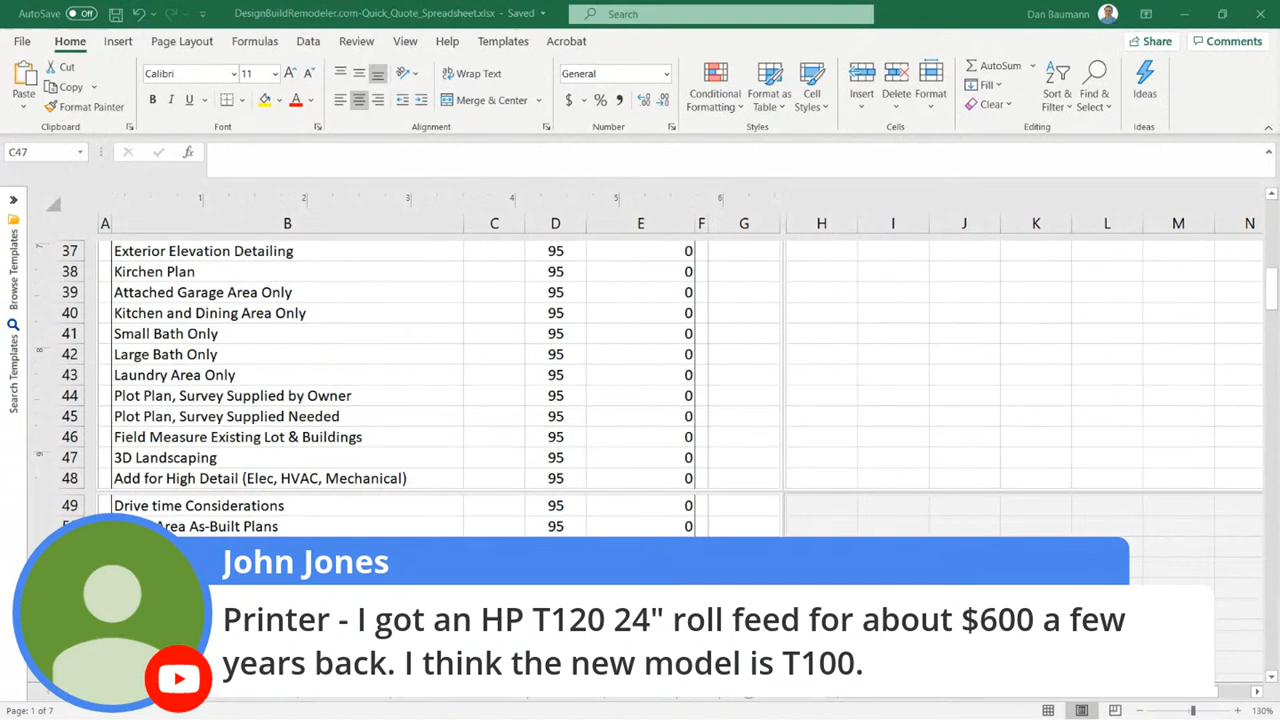 AutoSave Off DesignBuildRemodeler.com-Quick_Quote_Spreadsheet.xlsx - Saved Search Dan Baumann
File Home Insert Page Layout Formulas Data Review View Help Templates Acrobat Share Comments
Paste Cut Copy Format Painter Clipboard
Calibri 11 A A B I U A Font
Wrap Text Merge & Center Alignment
General $ % , Number
Conditional Formatting Format as Table Cell Styles Styles
Insert Delete Format Cells
AutoSum Fill Clear Sort & Filter Find & Select Editing
Ideas Ideas
C47 fx
1 2 3 4 5 6
A B C D E F G H I J K L M N
7 8 9
Browse Templates
Search Templates
37 Exterior Elevation Detailing 95 0
38 Kirchen Plan 95 0
39 Attached Garage Area Only 95 0
40 Kitchen and Dining Area Only 95 0
41 Small Bath Only 95 0
42 Large Bath Only 95 0
43 Laundry Area Only 95 0
44 Plot Plan, Survey Supplied by Owner 95 0
45 Plot Plan, Survey Supplied Needed 95 0
46 Field Measure Existing Lot & Buildings 95 0
47 3D Landscaping 95 0
48 Add for High Detail (Elec, HVAC, Mechanical) 95 0
49 Drive time Considerations 95 0
Area As-Built Plans 95 0
John Jones
Printer - I got an HP T120 24" roll feed for about $600 a few
years back. I think the new model is T100.
Page: 1 of 7 130%